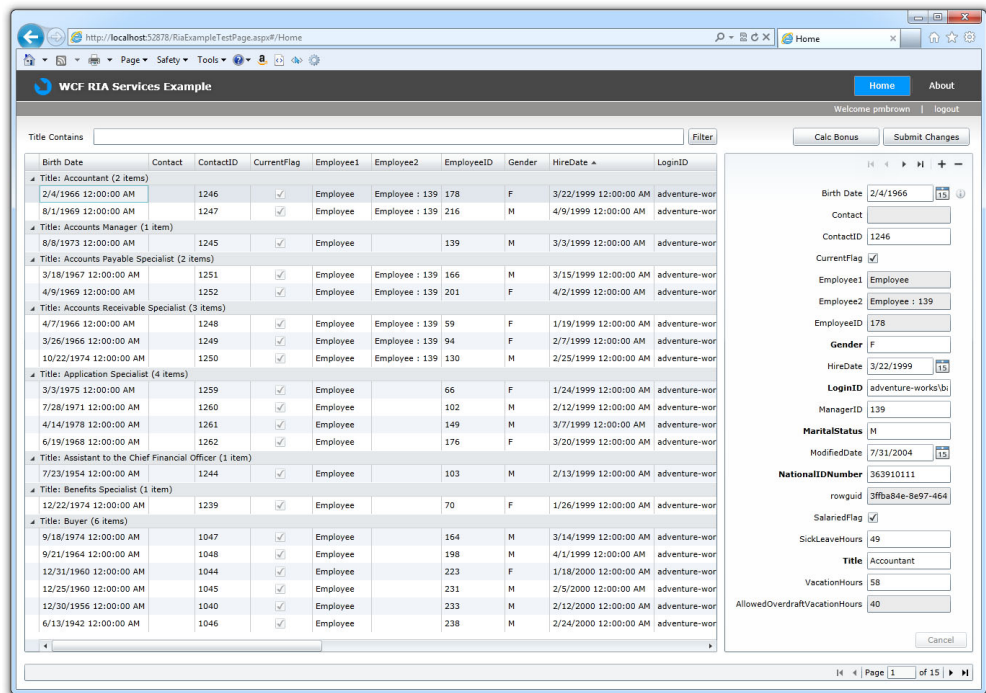 http://localhost:52878/RiaExampleTestPage.aspx#/Home
Home
Page Safety Tools
WCF RIA Services Example
Home About
Welcome pmbrown | logout
Title Contains Filter Calc Bonus Submit Changes
Birth Date Contact ContactID CurrentFlag Employee1 Employee2 EmployeeID Gender HireDate LoginID
Title: Accountant (2 items)
2/4/1966 12:00:00 AM 1246 Employee Employee : 139 178 F 3/22/1999 12:00:00 AM adventure-wor
8/1/1969 12:00:00 AM 1247 Employee Employee : 139 216 M 4/9/1999 12:00:00 AM adventure-wor
Title: Accounts Manager (1 item)
8/8/1973 12:00:00 AM 1245 Employee 139 M 3/3/1999 12:00:00 AM adventure-wor
Title: Accounts Payable Specialist (2 items)
3/18/1967 12:00:00 AM 1251 Employee Employee : 139 166 M 3/15/1999 12:00:00 AM adventure-wor
4/9/1969 12:00:00 AM 1252 Employee Employee : 139 201 F 4/2/1999 12:00:00 AM adventure-wor
Title: Accounts Receivable Specialist (3 items)
4/7/1966 12:00:00 AM 1248 Employee Employee : 139 59 F 1/19/1999 12:00:00 AM adventure-wor
3/26/1966 12:00:00 AM 1249 Employee Employee : 139 94 F 2/7/1999 12:00:00 AM adventure-wor
10/22/1974 12:00:00 AM 1250 Employee Employee : 139 130 M 2/25/1999 12:00:00 AM adventure-wor
Title: Application Specialist (4 items)
3/3/1975 12:00:00 AM 1259 Employee 66 F 1/24/1999 12:00:00 AM adventure-wor
7/28/1971 12:00:00 AM 1260 Employee 102 M 2/12/1999 12:00:00 AM adventure-wor
4/14/1978 12:00:00 AM 1261 Employee 149 M 3/7/1999 12:00:00 AM adventure-wor
6/19/1968 12:00:00 AM 1262 Employee 176 F 3/20/1999 12:00:00 AM adventure-wor
Title: Assistant to the Chief Financial Officer (1 item)
7/23/1954 12:00:00 AM 1244 Employee 103 M 2/13/1999 12:00:00 AM adventure-wor
Title: Benefits Specialist (1 item)
12/22/1974 12:00:00 AM 1239 Employee 70 F 1/26/1999 12:00:00 AM adventure-wor
Title: Buyer (6 items)
9/18/1974 12:00:00 AM 1047 Employee 164 M 3/14/1999 12:00:00 AM adventure-wor
9/21/1964 12:00:00 AM 1048 Employee 198 M 4/1/1999 12:00:00 AM adventure-wor
12/31/1960 12:00:00 AM 1044 Employee 223 F 1/18/2000 12:00:00 AM adventure-wor
12/25/1960 12:00:00 AM 1045 Employee 231 M 2/5/2000 12:00:00 AM adventure-wor
12/30/1956 12:00:00 AM 1040 Employee 233 M 2/12/2000 12:00:00 AM adventure-wor
6/13/1942 12:00:00 AM 1046 Employee 238 M 2/24/2000 12:00:00 AM adventure-wor
Birth Date 2/4/1966 15
Contact
ContactID 1246
CurrentFlag
Employee1 Employee
Employee2 Employee : 139
EmployeeID 178
Gender F
HireDate 3/22/1999 15
LoginID adventure-works\ba
ManagerID 139
MaritalStatus M
ModifiedDate 7/31/2004 15
NationalIDNumber 363910111
rowguid 3ffba84e-8e97-464
SalariedFlag
SickLeaveHours 49
Title Accountant
VacationHours 58
AllowedOverdraftVacationHours 40
Cancel
Page 1 of 15